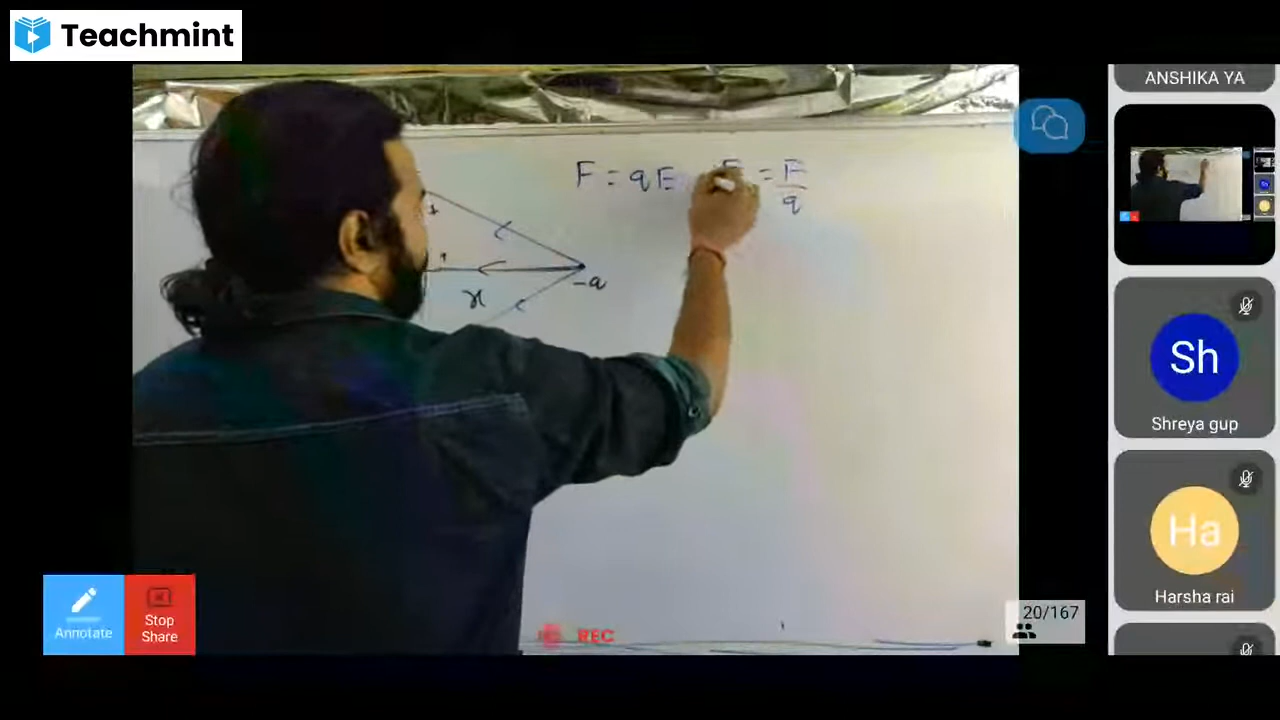 Teachmint
ANSHIKA YA
F = qE E = F/q
x
-q
Sh
Shreya gup
Ha
Harsha rai
20/167
Annotate
Stop
Share
REC